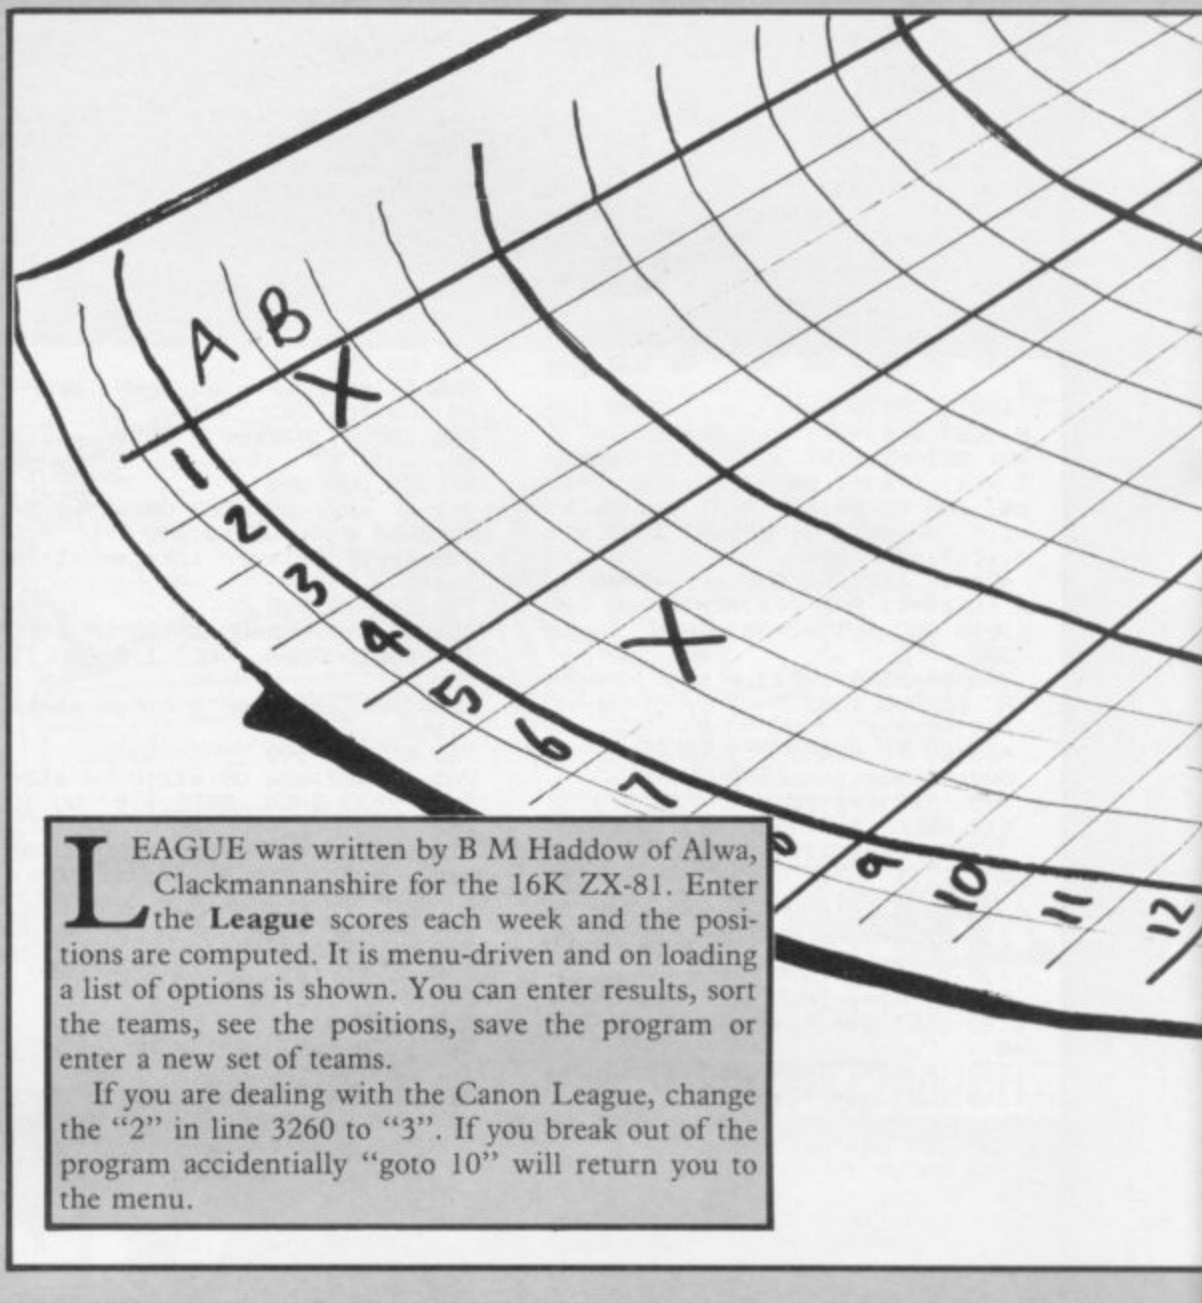 A B
X
1
2
3
4
X
5
6
7
8
9
10
11
12
LEAGUE was written by B M Haddow of Alwa,
Clackmannanshire for the 16K ZX-81. Enter
the League scores each week and the posi-
tions are computed. It is menu-driven and on loading
a list of options is shown. You can enter results, sort
the teams, see the positions, save the program or
enter a new set of teams.
If you are dealing with the Canon League, change
the “2” in line 3260 to “3”. If you break out of the
program accidentially “goto 10” will return you to
the menu.